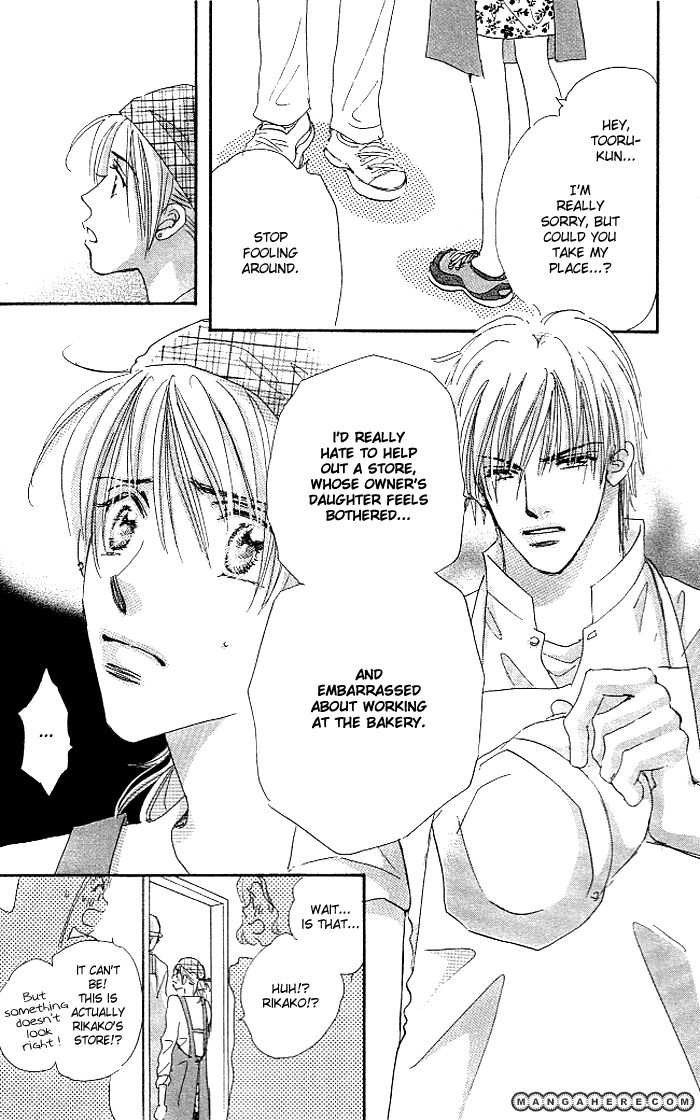 HEY,
TOORU-
KUN...
I'M
REALLY
SORRY, BUT
COULD YOU
TAKE MY
PLACE...?
STOP
FOOLING
AROUND.
I'D REALLY
HATE TO HELP
OUT A STORE,
WHOSE OWNER'S
DAUGHTER FEELS
BOTHERED...
AND
EMBARRASSED
ABOUT WORKING
AT THE BAKERY.
...
WAIT...
IS THAT...
HUH!?
RIKAKO!?
IT CAN'T
BE!
THIS IS
ACTUALLY
RIKAKO'S
STORE!?
But
something
doesn't
look
right!
MANGAHERE.COM